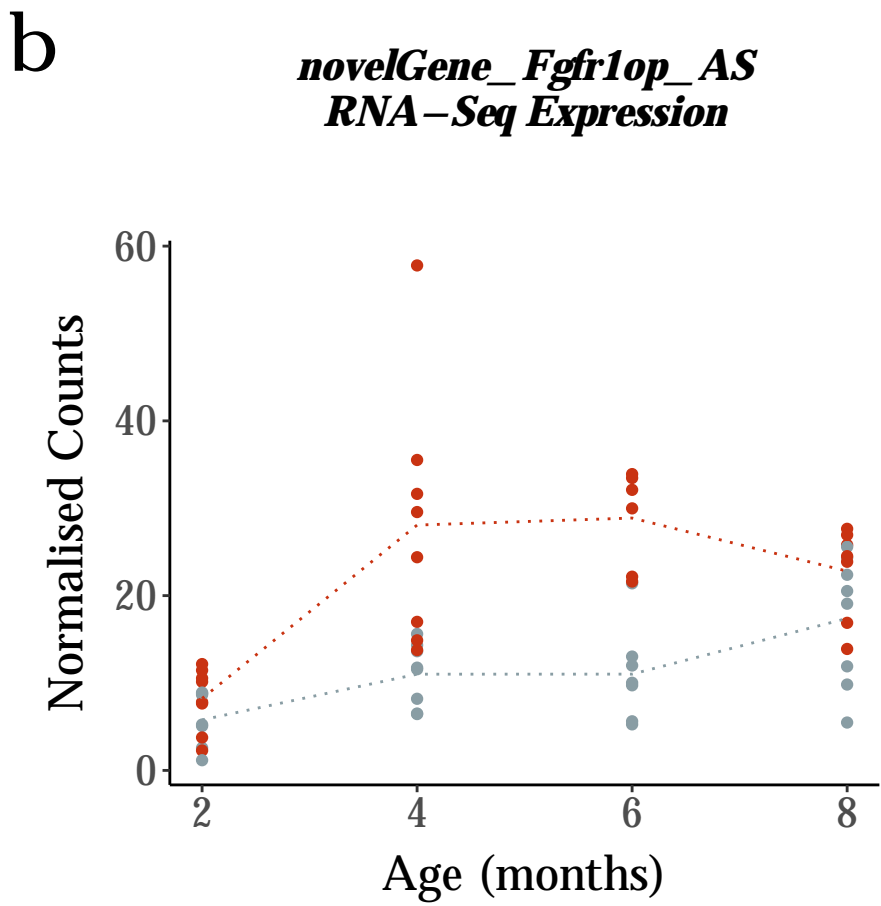 b
novelGene_Fgfr1op_AS
RNA–Seq Expression
60
40
20
0
Normalised Counts
2 4 6 8
Age (months)